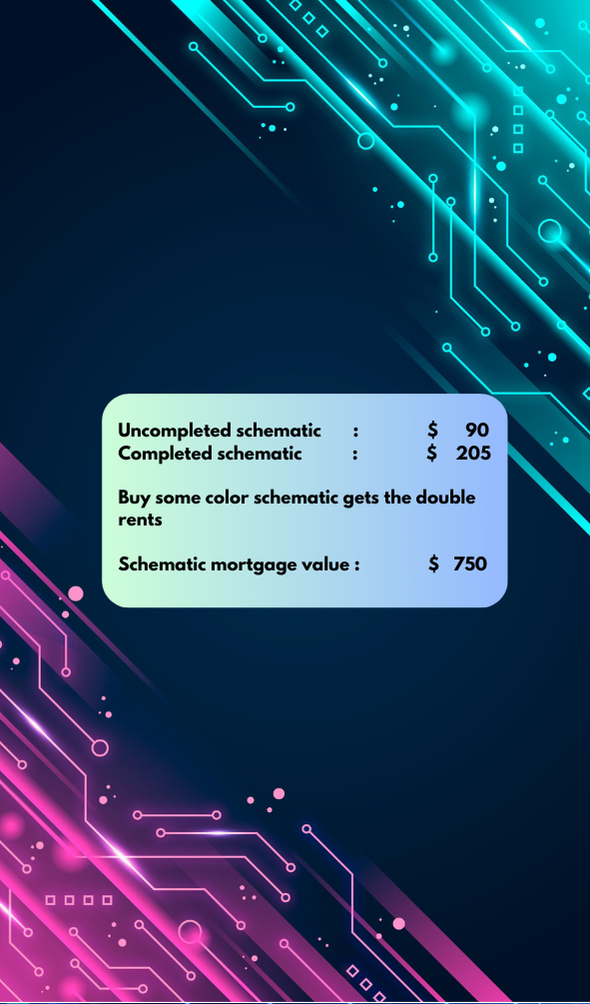 Uncompleted schematic : $ 90
Completed schematic : $ 205
Buy some color schematic gets the double
rents
Schematic mortgage value : $ 750